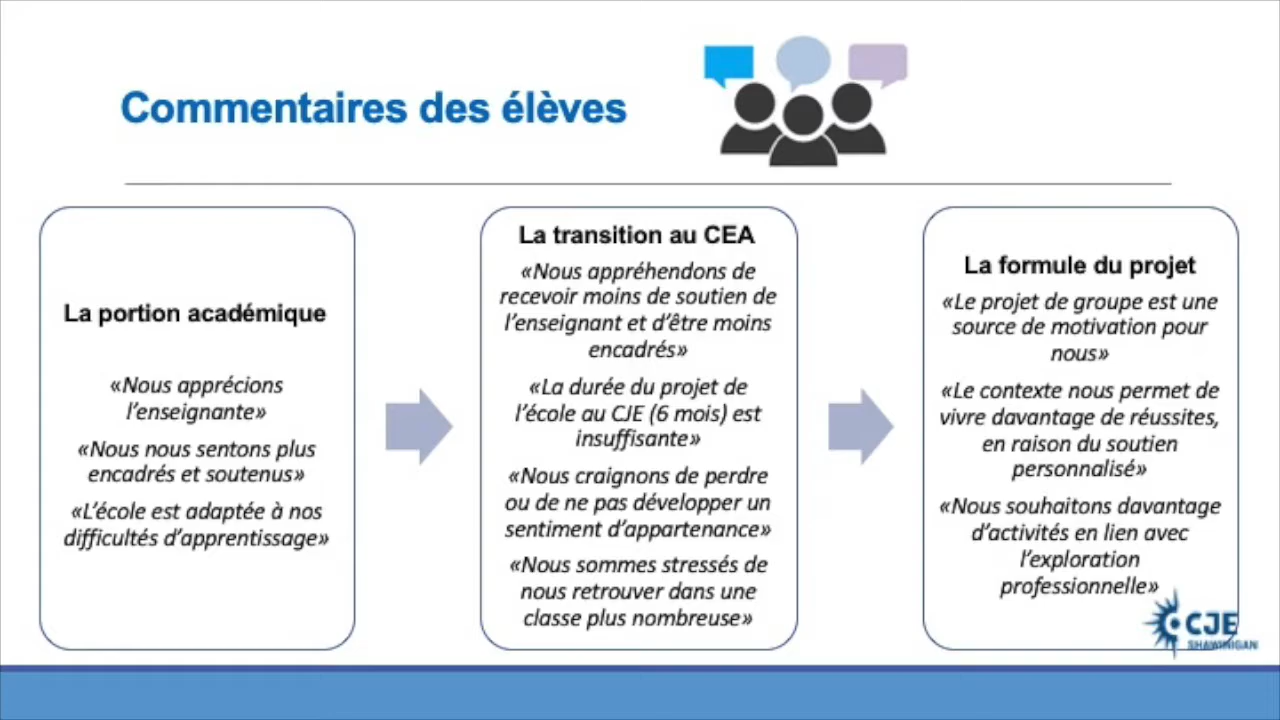 Commentaires des élèves
La portion académique
«Nous apprécions
l’enseignante»
«Nous nous sentons plus
encadrés et soutenus»
«L’école est adaptée à nos
difficultés d’apprentissage»
La transition au CEA
«Nous appréhendons de
recevoir moins de soutien de
l’enseignant et d’être moins
encadrés»
«La durée du projet de
l’école au CJE (6 mois) est
insuffisante»
«Nous craignons de perdre
ou de ne pas développer un
sentiment d’appartenance»
«Nous sommes stressés de
nous retrouver dans une
classe plus nombreuse»
La formule du projet
«Le projet de groupe est une
source de motivation pour
nous»
«Le contexte nous permet de
vivre davantage de réussites,
en raison du soutien
personnalisé»
«Nous souhaitons davantage
d’activités en lien avec
l’exploration
professionnelle»
CJE
SHAWINIGAN